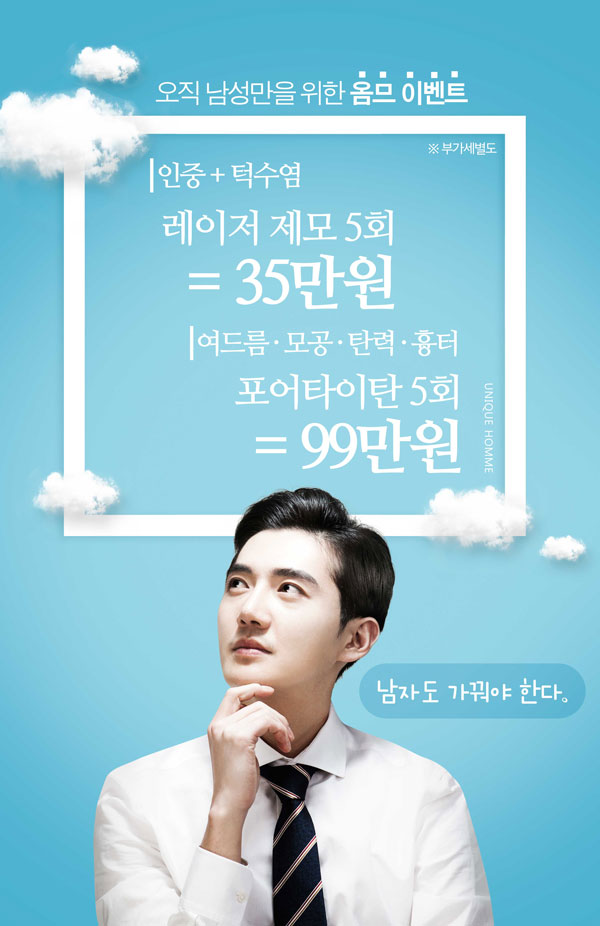 오직 남성만을 위한 옴므 이벤트
※ 부가세별도
인중 + 턱수염
레이저 제모 5회
= 35만원
여드름 · 모공 · 탄력 · 흉터
포어타이탄 5회
= 99만원
UNIQUE HOMME
남자도 가꿔야 한다。